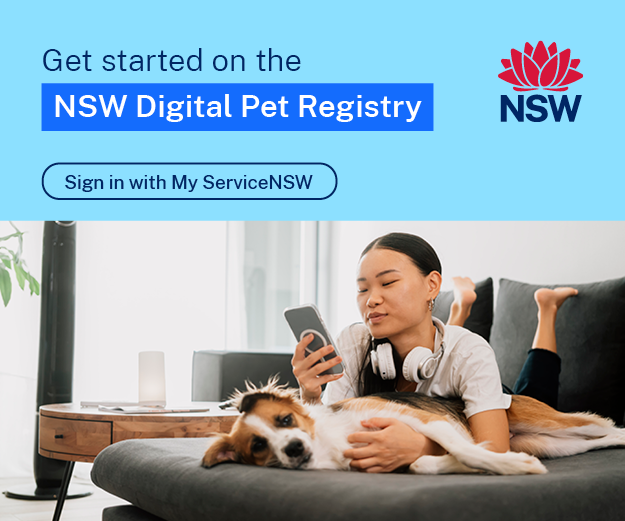 Get started on the
NSW Digital Pet Registry
NSW
Sign in with My ServiceNSW